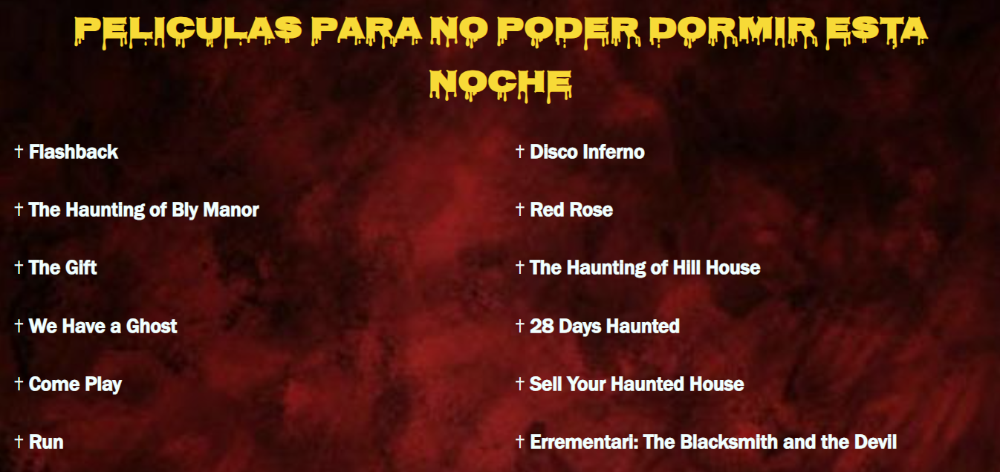 PELICULAS PARA NO PODER DORMIR ESTA
NOCHE
† Flashback
† The Haunting of Bly Manor
† The Gift
† We Have a Ghost
† Come Play
† Run
† Disco Inferno
† Red Rose
† The Haunting of Hill House
† 28 Days Haunted
† Sell Your Haunted House
† Errementari: The Blacksmith and the Devil